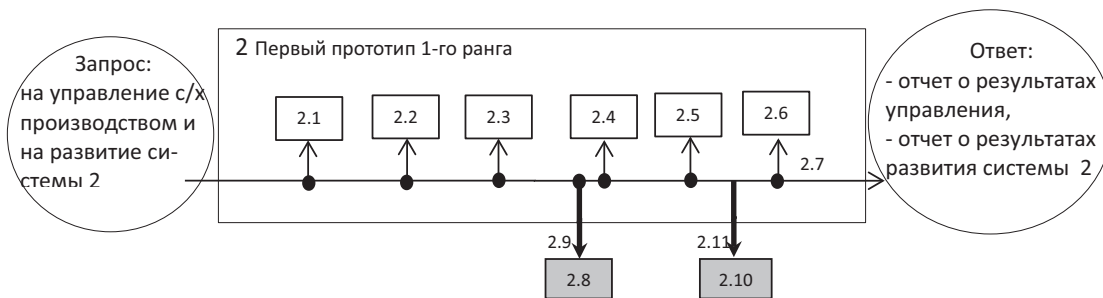 Запрос:
на управление с/х
производством и
на развитие си-
стемы 2
2 Первый прототип 1-го ранга
2.1
2.2
2.3
2.4
2.5
2.6
2.7
2.9
2.11
2.8
2.10
Ответ:
- отчет о результатах
управления,
- отчет о результатах
развития системы 2